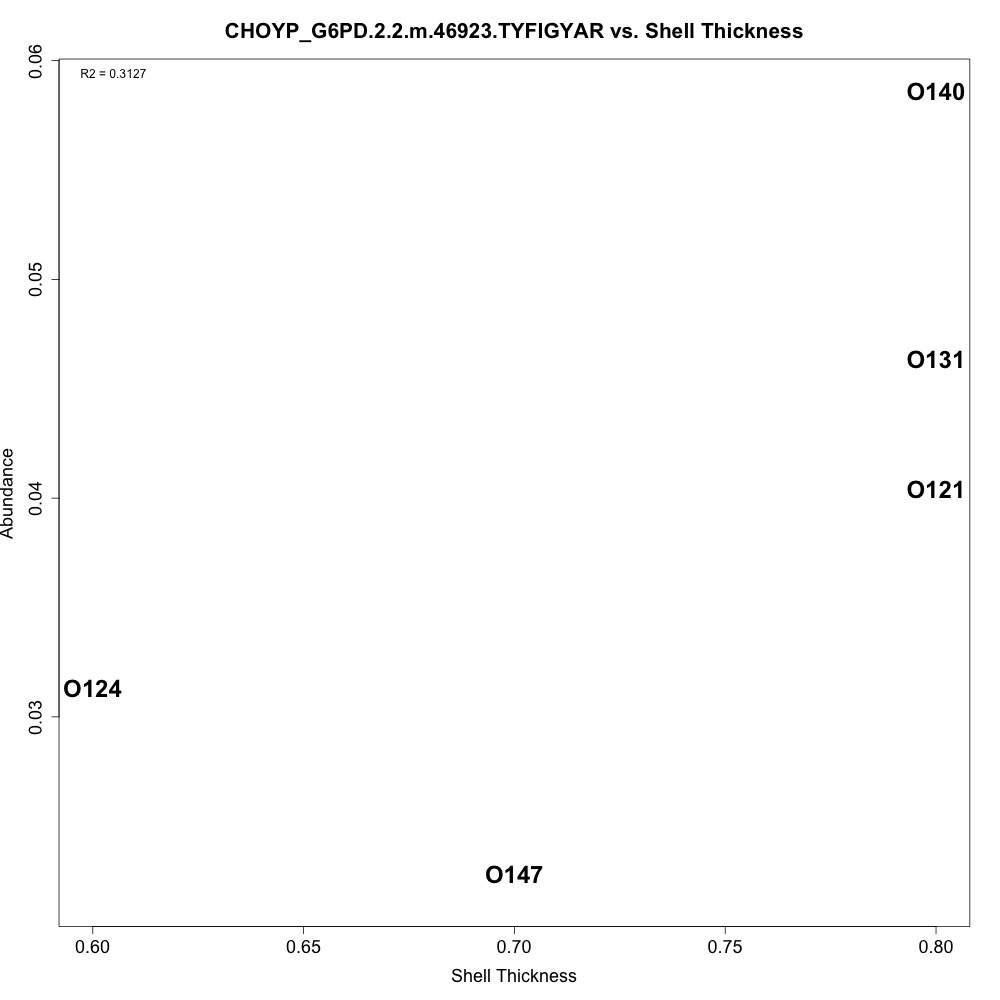 CHOYP_G6PD.2.2.m.46923.TYFIGYAR vs. Shell Thickness
R2 = 0.3127
0.06
0.05
0.04
0.03
Abundance
O140
O131
O121
O124
O147
0.60
0.65
0.70
0.75
0.80
Shell Thickness